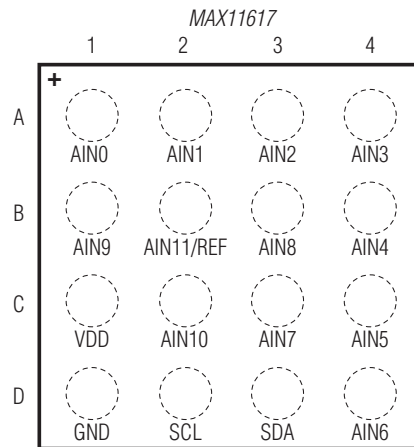 MAX11617
1 2 3 4
+
A
AIN0 AIN1 AIN2 AIN3
B
AIN9 AIN11/REF AIN8 AIN4
C
VDD AIN10 AIN7 AIN5
D
GND SCL SDA AIN6